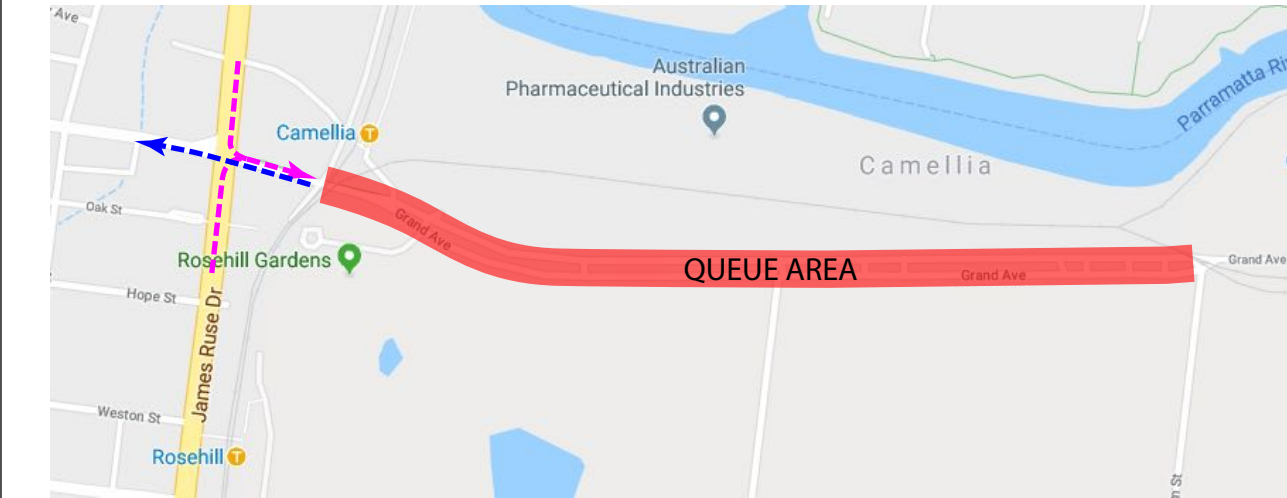 Ave
Australian
Pharmaceutical Industries
Parramatta
Camellia
Camellia
Oak St
Grand Ave
Rosehill Gardens
QUEUE AREA
Grand Ave
Grand Ave
Hope St
James Ruse Dr
Weston St
Rosehill
St